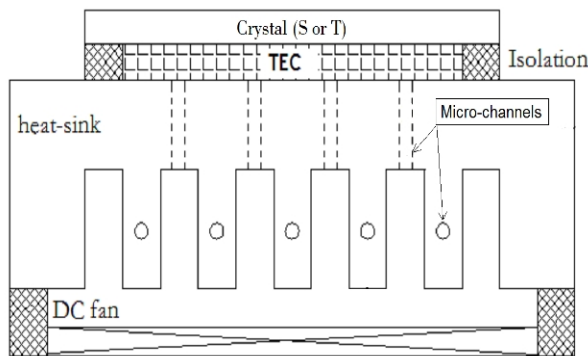 Crystal (S or T)
TEC
Isolation
heat-sink
Micro-channels
DC fan